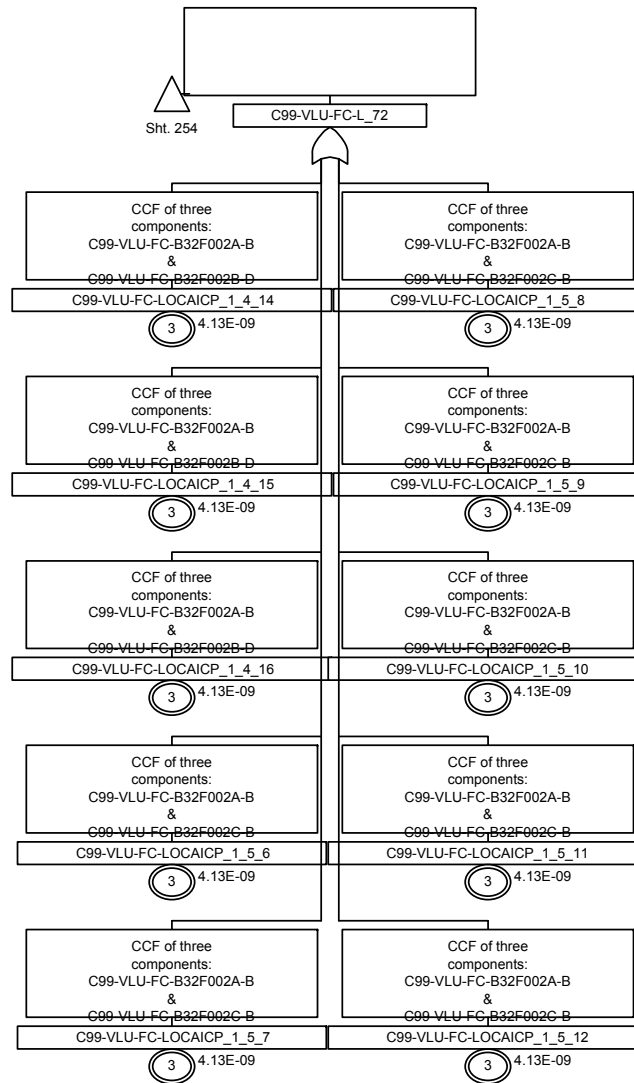 Sht. 254
C99-VLU-FC-L_72
CCF of three
components:
C99-VLU-FC-B32F002A-B
&
C99-VLU-FC-B32F002B-D
C99-VLU-FC-LOCAICP_1_4_14
3
4.13E-09
CCF of three
components:
C99-VLU-FC-B32F002A-B
&
C99-VLU-FC-B32F002C-B
C99-VLU-FC-LOCAICP_1_5_8
3
4.13E-09
CCF of three
components:
C99-VLU-FC-B32F002A-B
&
C99-VLU-FC-B32F002B-D
C99-VLU-FC-LOCAICP_1_4_15
3
4.13E-09
CCF of three
components:
C99-VLU-FC-B32F002A-B
&
C99-VLU-FC-B32F002C-B
C99-VLU-FC-LOCAICP_1_5_9
3
4.13E-09
CCF of three
components:
C99-VLU-FC-B32F002A-B
&
C99-VLU-FC-B32F002B-D
C99-VLU-FC-LOCAICP_1_4_16
3
4.13E-09
CCF of three
components:
C99-VLU-FC-B32F002A-B
&
C99-VLU-FC-B32F002C-B
C99-VLU-FC-LOCAICP_1_5_10
3
4.13E-09
CCF of three
components:
C99-VLU-FC-B32F002A-B
&
C99-VLU-FC-B32F002C-B
C99-VLU-FC-LOCAICP_1_5_6
3
4.13E-09
CCF of three
components:
C99-VLU-FC-B32F002A-B
&
C99-VLU-FC-B32F002C-B
C99-VLU-FC-LOCAICP_1_5_11
3
4.13E-09
CCF of three
components:
C99-VLU-FC-B32F002A-B
&
C99-VLU-FC-B32F002C-B
C99-VLU-FC-LOCAICP_1_5_7
3
4.13E-09
CCF of three
components:
C99-VLU-FC-B32F002A-B
&
C99-VLU-FC-B32F002C-B
C99-VLU-FC-LOCAICP_1_5_12
3
4.13E-09